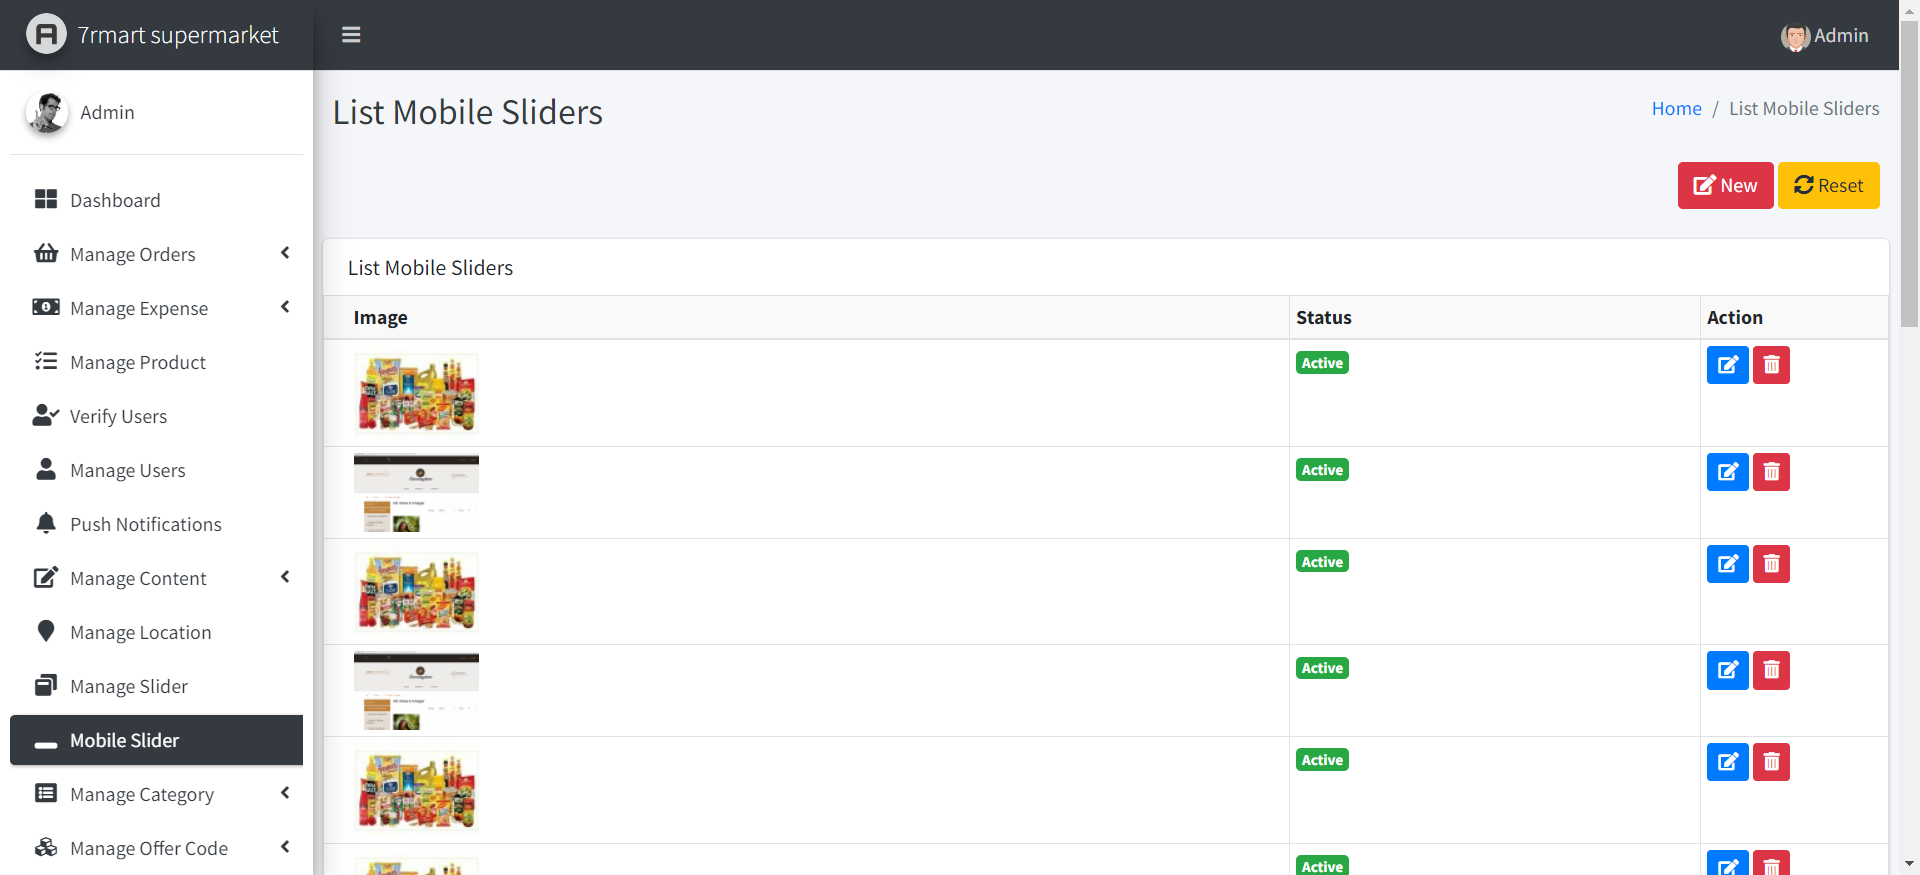 7rmart supermarket
Admin
Admin
List Mobile Sliders
Home / List Mobile Sliders
New
Reset
Dashboard
Manage Orders
Manage Expense
Manage Product
Verify Users
Manage Users
Push Notifications
Manage Content
Manage Location
Manage Slider
Mobile Slider
Manage Category
Manage Offer Code
List Mobile Sliders
Image Status Action
Active
Active
Active
Active
Active
Active